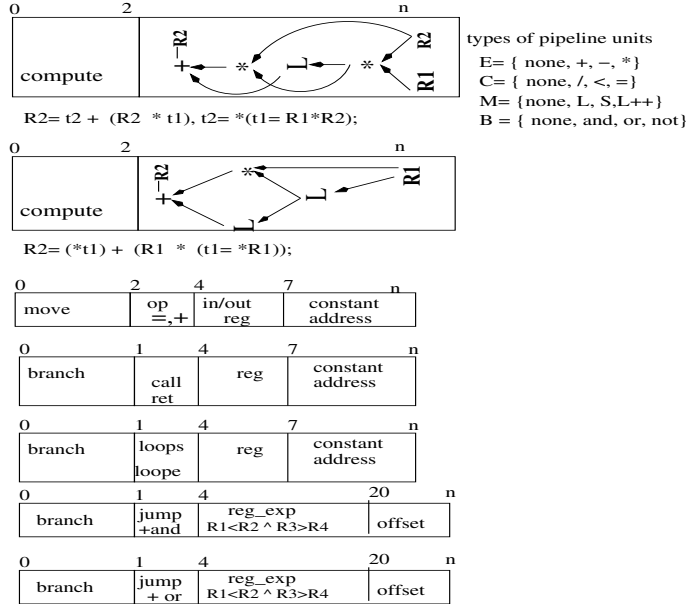 0 2 n
compute
+ −R2 * L * R2 R1
R2= t2 + (R2 * t1), t2= *(t1= R1*R2);
types of pipeline units
E= { none, +, −, *}
C= { none, /, <, =}
M= {none, L, S,L++}
B = { none, and, or, not}
0 2 n
compute
+ −R2 * L L R1
R2= (*t1) + (R1 * (t1= *R1));
0 2 4 7 n
move op in/out constant
=,+ reg address
0 1 4 7 n
branch reg constant
call address
ret
0 1 4 7 n
branch loops reg constant
loope address
0 1 4 20 n
branch jump reg_exp
+and R1<R2 ^ R3>R4 offset
0 1 4 20 n
branch jump reg_exp
+ or R1<R2 ^ R3>R4 offset